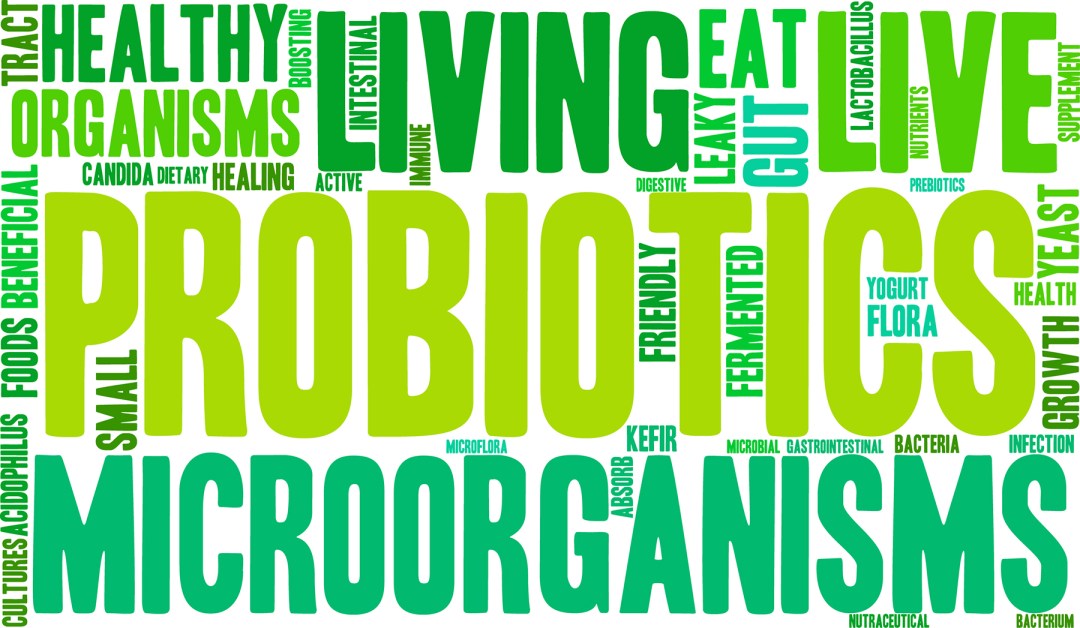 TRACT
HEALTHY
BOOSTING
INTESTINAL
LIVING
EAT
LACTOBACILLUS
LIVE
SUPPLEMENT
ORGANISMS
IMMUNE
LEAKY
GUT
NUTRIENTS
CANDIDA
DIETARY
HEALING
ACTIVE
DIGESTIVE
PREBIOTICS
BENEFICIAL
PROBIOTICS
YEAST
FRIENDLY
FERMENTED
YOGURT
FLORA
HEALTH
FOODS
SMALL
GROWTH
ACIDOPHILUS
MICROFLORA
KEFIR
MICROBIAL
GASTROINTESTINAL
BACTERIA
INFECTION
ABSORB
MICROORGANISMS
CULTURES
NUTRACEUTICAL
BACTERIUM